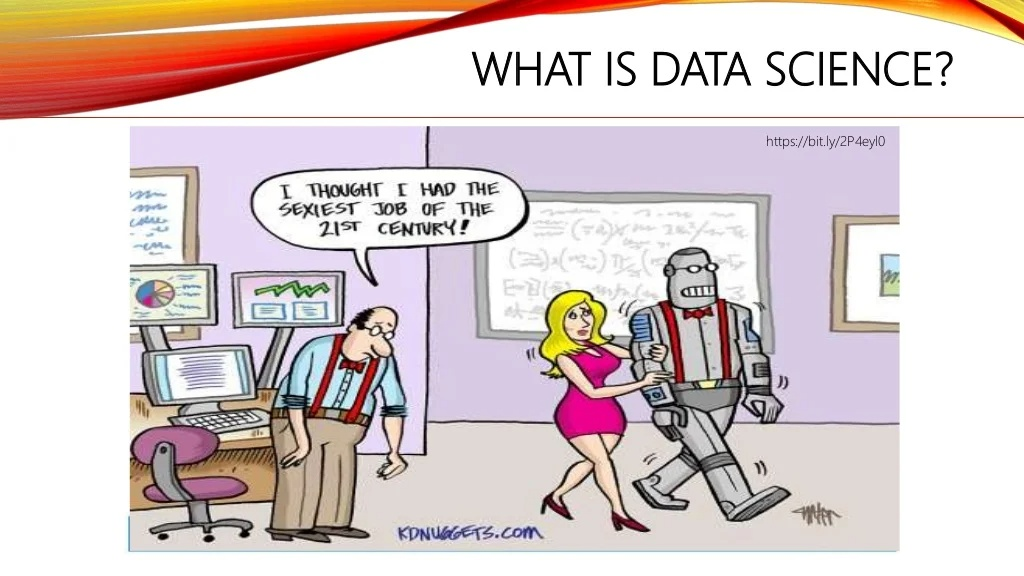 WHAT IS DATA SCIENCE?
https://bit.ly/2P4eyl0
I THOUGHT I HAD THE
SEXIEST JOB OF THE
21ST CENTURY!
KDNUGGETS.com